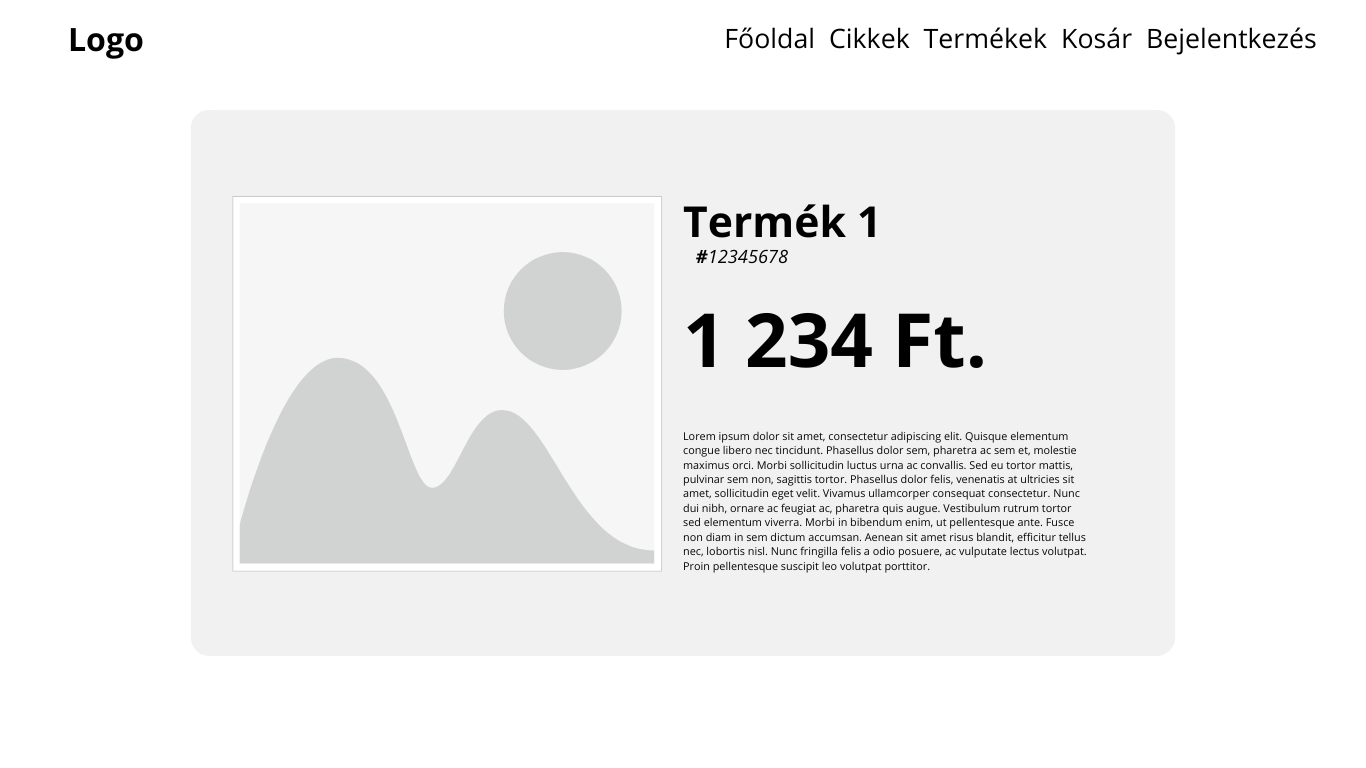 Logo
Főoldal Cikkek Termékek Kosár Bejelentkezés
Termék 1
#12345678
1 234 Ft.
Lorem ipsum dolor sit amet, consectetur adipiscing elit. Quisque elementum
congue libero nec tincidunt. Phasellus dolor sem, pharetra ac sem et, molestie
maximus orci. Morbi sollicitudin luctus urna ac convallis. Sed eu tortor mattis,
pulvinar sem non, sagittis tortor. Phasellus dolor felis, venenatis at ultricies sit
amet, sollicitudin eget velit. Vivamus ullamcorper consequat consectetur. Nunc
dui nibh, ornare ac feugiat ac, pharetra quis augue. Vestibulum rutrum tortor
sed elementum viverra. Morbi in bibendum enim, ut pellentesque ante. Fusce
non diam in sem dictum accumsan. Aenean sit amet risus blandit, efficitur tellus
nec, lobortis nisl. Nunc fringilla felis a odio posuere, ac vulputate lectus volutpat.
Proin pellentesque suscipit leo volutpat porttitor.